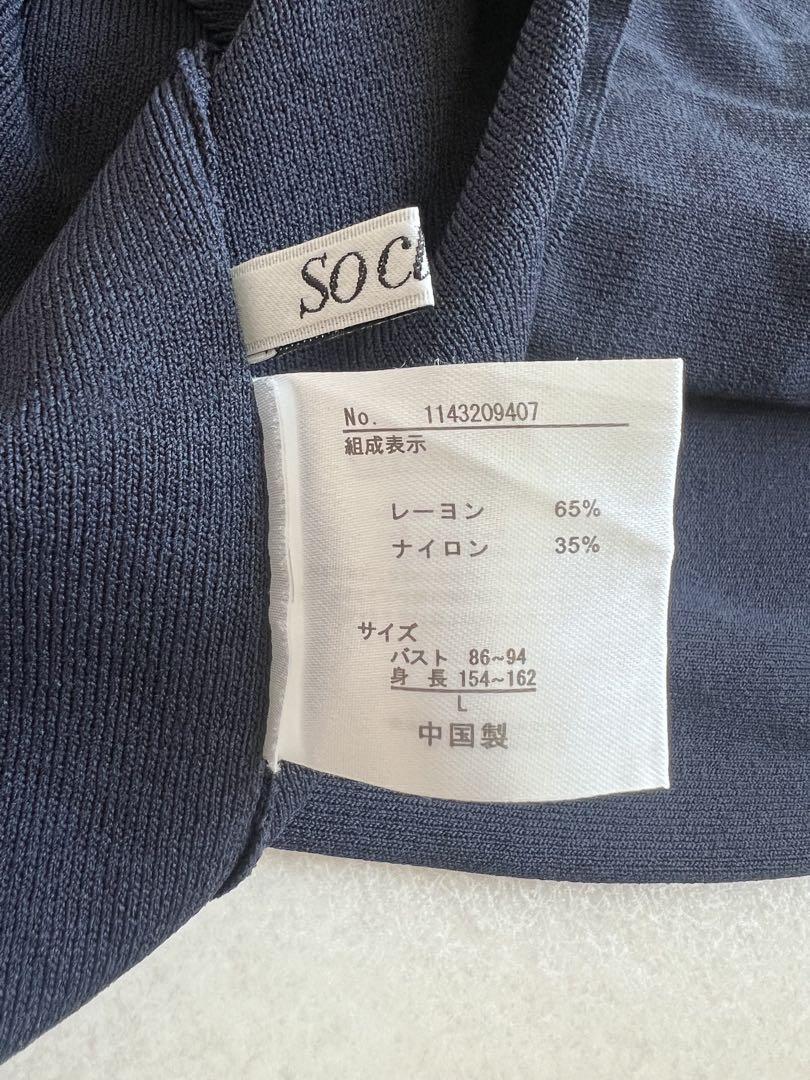 No. 1143209407
組成表示
レーヨン 65%
ナイロン 35%
サイズ
バスト 86~94
身長 154~162
L
中国製